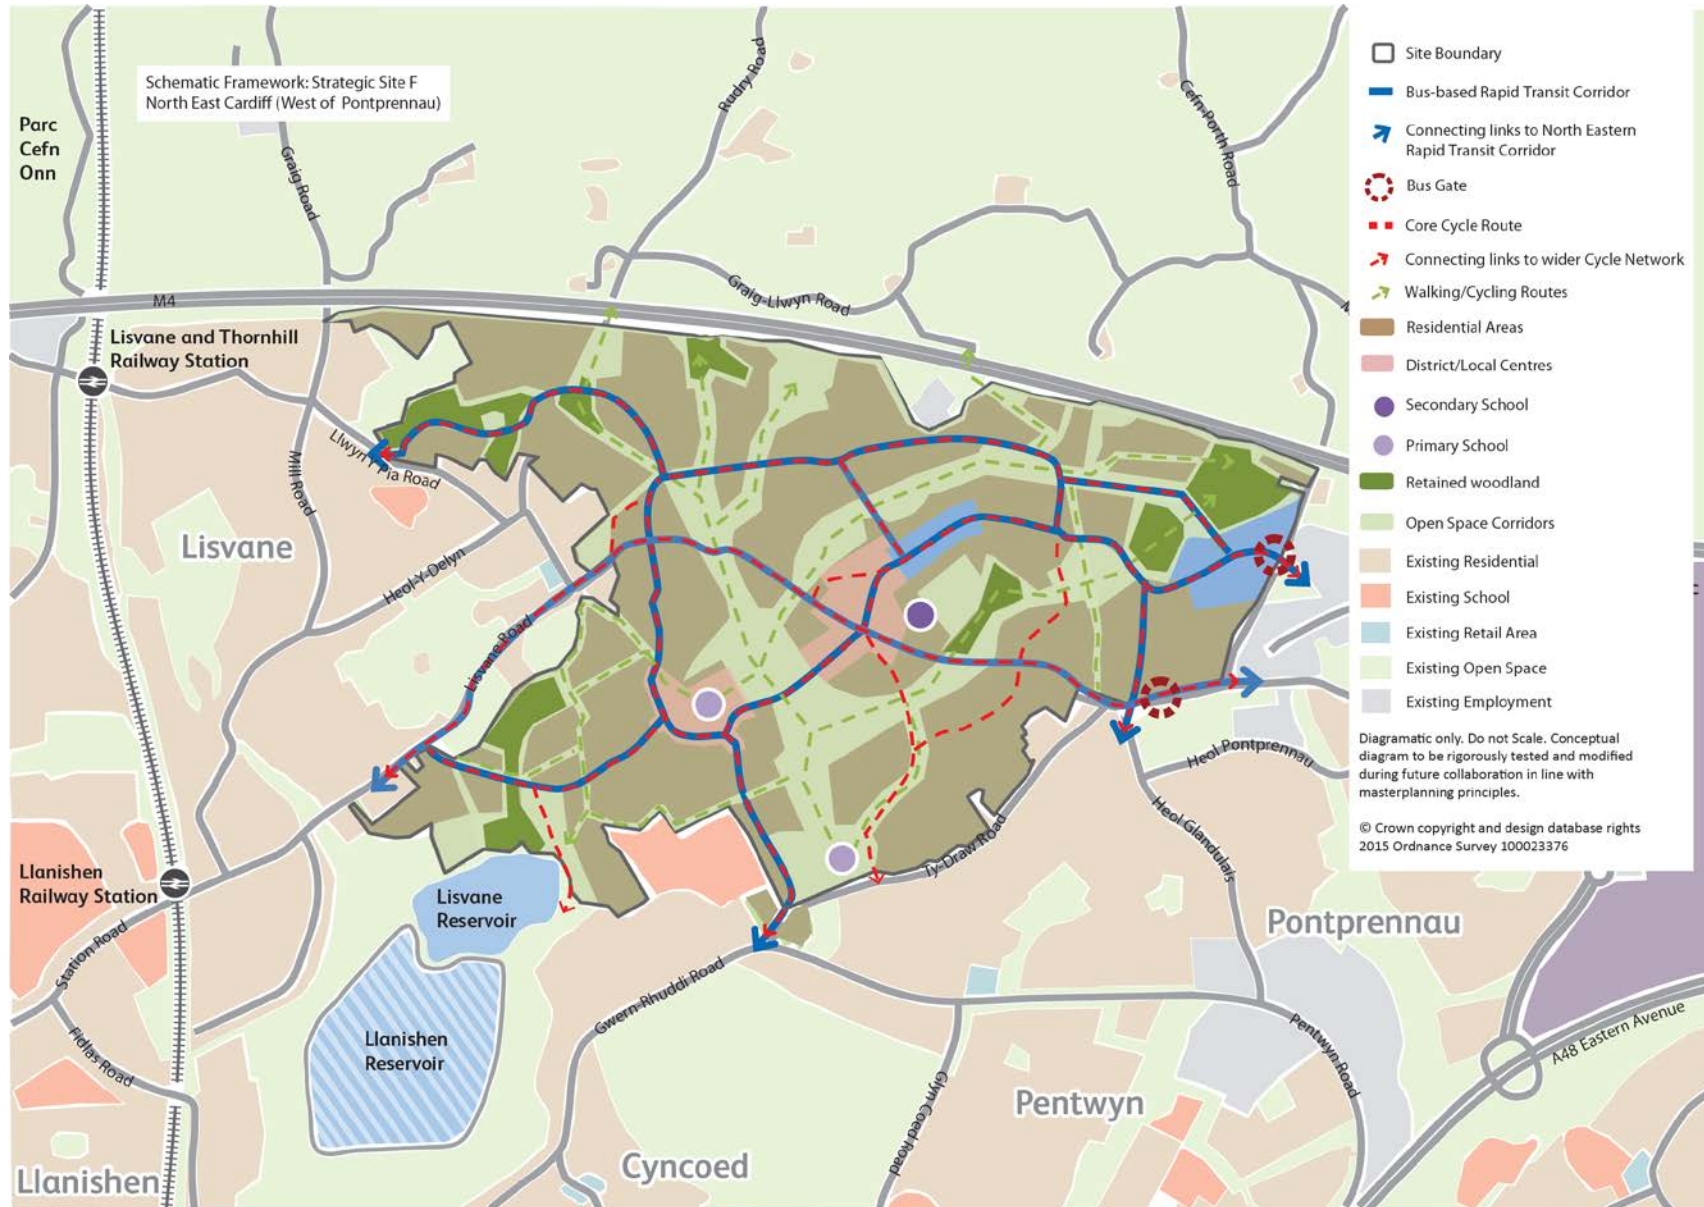 Schematic Framework: Strategic Site F
North East Cardiff (West of Pontprennau)
Parc
Cefn
Onn
Graig Road
Rudry Road
Cefn-Porth Road
Graig-Llwyn Road
M4
Lisvane and Thornhill
Railway Station
Llwyn Y Pia Road
Mill Road
Lisvane
Heol-Y-Delyn
Lisvane Road
Llanishen
Railway Station
Station Road
Fidlas Road
Lisvane
Reservoir
Llanishen
Reservoir
Llanishen
Gwern-Rhuddi Road
Cyncoed
Ty-Draw Road
Heol Pontprennau
Heol Glandulais
Pontprennau
Pentwyn
Glyn Coed Road
Pentwyn Road
A48 Eastern Avenue
Site Boundary
Bus-based Rapid Transit Corridor
Connecting links to North Eastern
Rapid Transit Corridor
Bus Gate
Core Cycle Route
Connecting links to wider Cycle Network
Walking/Cycling Routes
Residential Areas
District/Local Centres
Secondary School
Primary School
Retained woodland
Open Space Corridors
Existing Residential
Existing School
Existing Retail Area
Existing Open Space
Existing Employment
Diagramatic only. Do not Scale. Conceptual
diagram to be rigorously tested and modified
during future collaboration in line with
masterplanning principles.
© Crown copyright and design database rights
2015 Ordnance Survey 100023376